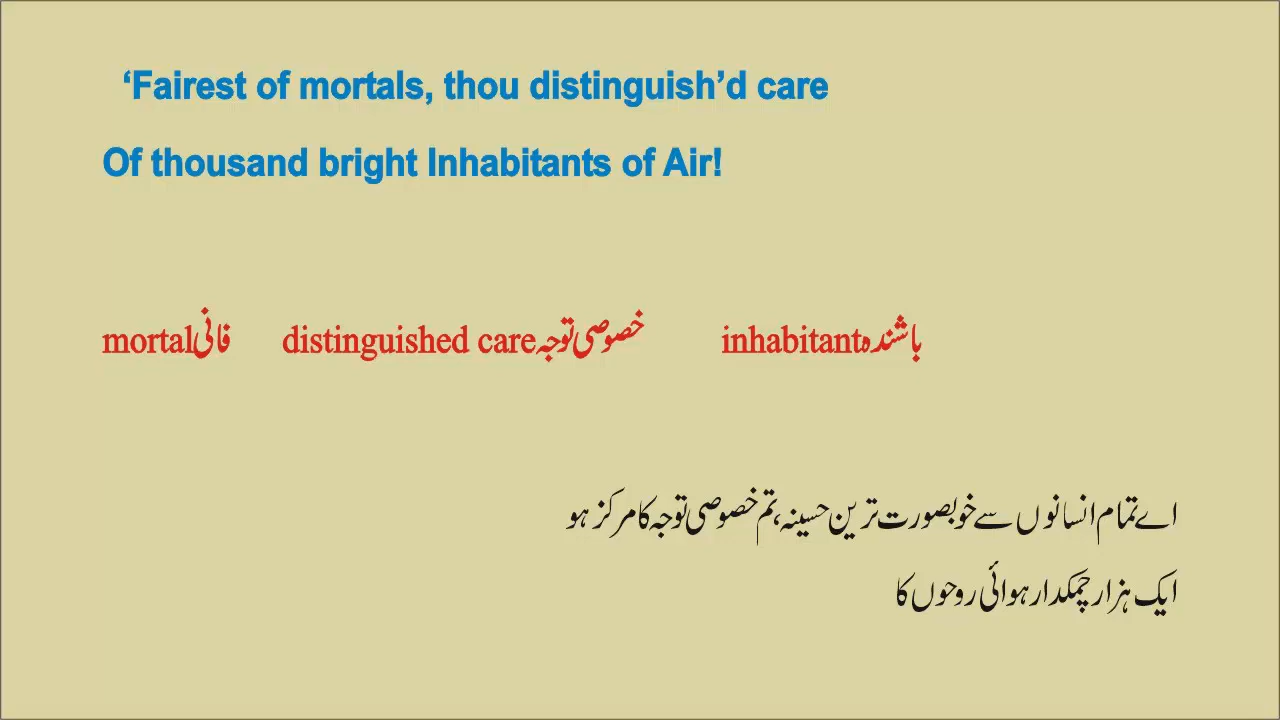 ‘Fairest of mortals, thou distinguish’d care
Of thousand bright Inhabitants of Air!
mortal فانی distinguished care خصوصی توجہ inhabitant باشندہ
اے تمام انسانوں سے خوبصورت ترین حسینہ، تم خصوصی توجہ کا مرکز ہو
ایک ہزار چمکدار ہوائی روحوں کا